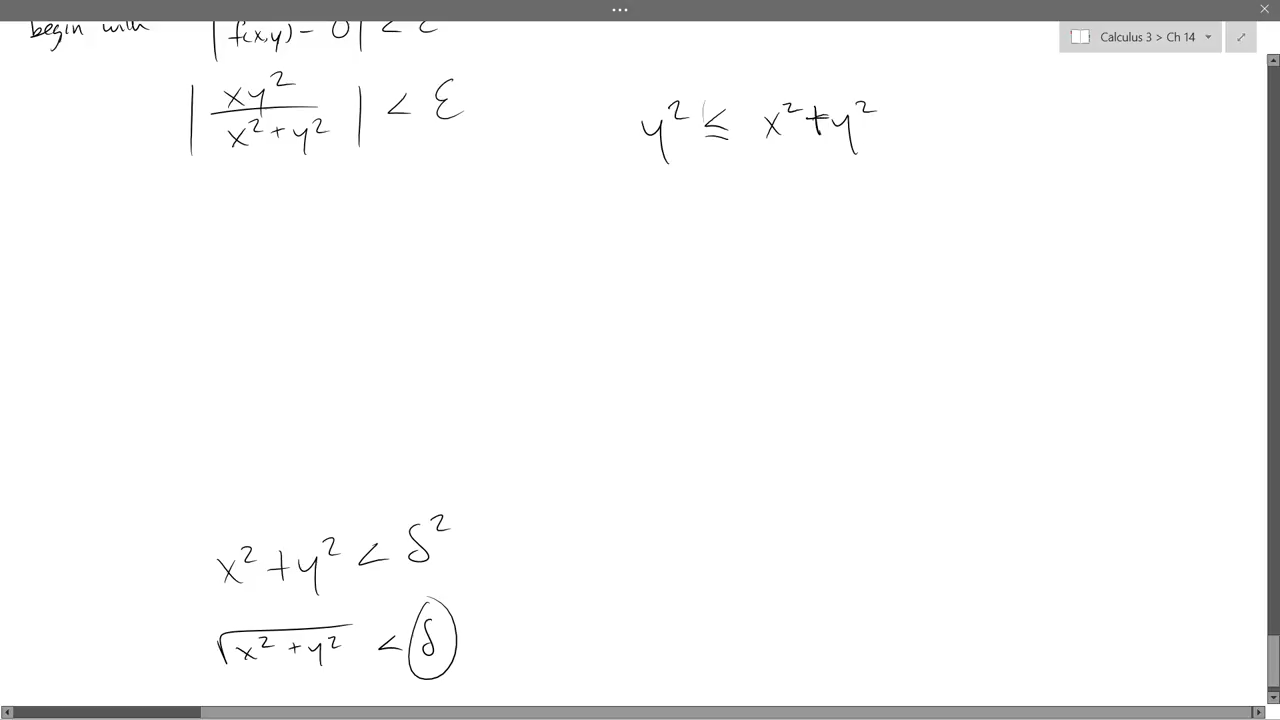 Calculus 3 > Ch 14
begin with |f(x,y) - 0| < ε
|xy²/(x² + y²)| < ε
y² ≤ x² + y²
x² + y² < δ²
√(x² + y²) < δ